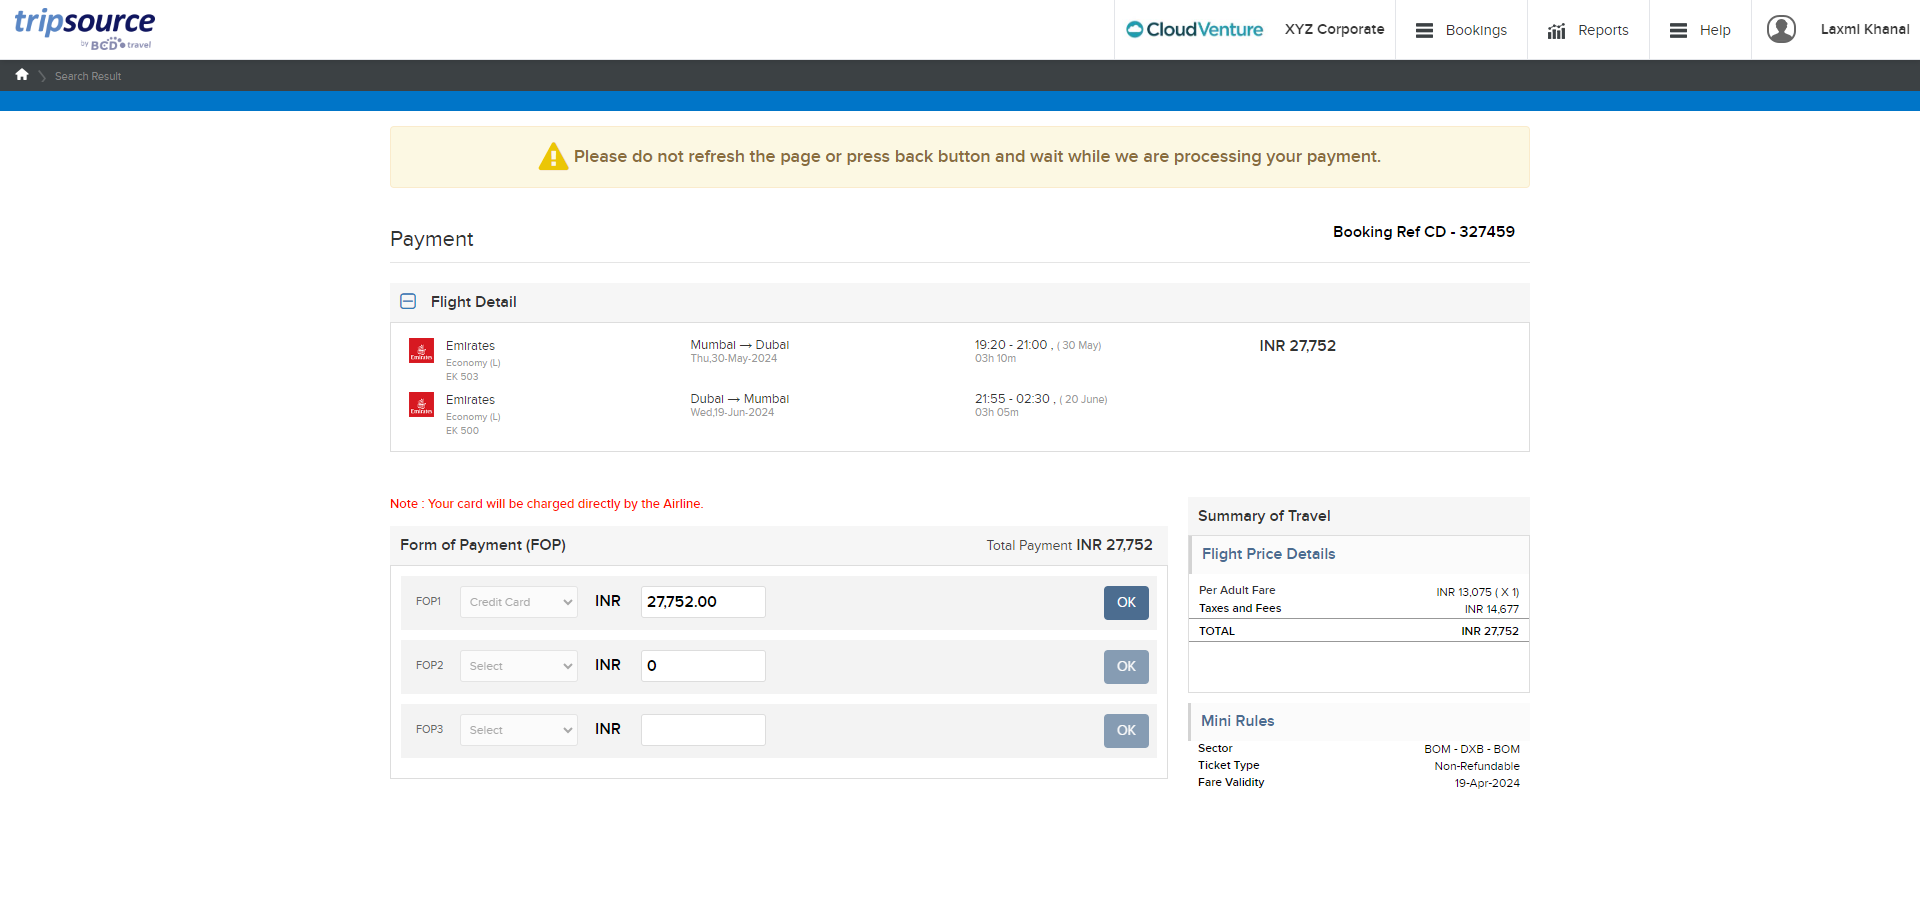 tripsource
by BCD travel
CloudVenture XYZ Corporate Bookings Reports Help Laxmi Khanal
Search Result
Please do not refresh the page or press back button and wait while we are processing your payment.
Payment
Booking Ref CD - 327459
Flight Detail
Emirates
Emirates
Economy (L)
EK 503
Mumbai → Dubai
Thu,30-May-2024
19:20 - 21:00 , ( 30 May)
03h 10m
INR 27,752
Emirates
Emirates
Economy (L)
EK 500
Dubai → Mumbai
Wed,19-Jun-2024
21:55 - 02:30 , ( 20 June)
03h 05m
Note : Your card will be charged directly by the Airline.
Form of Payment (FOP) Total Payment INR 27,752
FOP1 Credit Card INR 27,752.00 OK
FOP2 Select INR 0 OK
FOP3 Select INR OK
Summary of Travel
Flight Price Details
Per Adult Fare INR 13,075 ( X 1)
Taxes and Fees INR 14,677
TOTAL INR 27,752
Mini Rules
Sector BOM - DXB - BOM
Ticket Type Non-Refundable
Fare Validity 19-Apr-2024